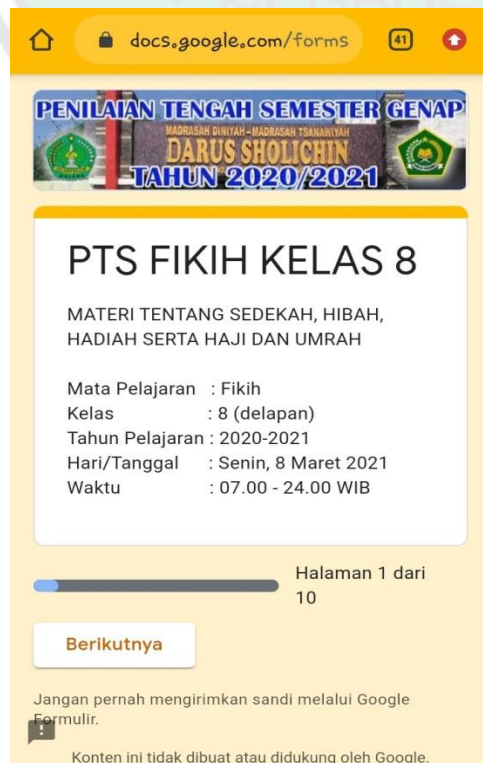 docs.google.com/forms
41
PENILAIAN TENGAH SEMESTER GENAP
MADRASAH DINIYAH - MADRASAH TSANAWIYAH
DARUS SHOLICHIN
TAHUN 2020/2021
PTS FIKIH KELAS 8
MATERI TENTANG SEDEKAH, HIBAH,
HADIAH SERTA HAJI DAN UMRAH
Mata Pelajaran : Fikih
Kelas : 8 (delapan)
Tahun Pelajaran : 2020-2021
Hari/Tanggal : Senin, 8 Maret 2021
Waktu : 07.00 - 24.00 WIB
Halaman 1 dari
10
Berikutnya
Jangan pernah mengirimkan sandi melalui Google
Formulir.
Konten ini tidak dibuat atau didukung oleh Google.